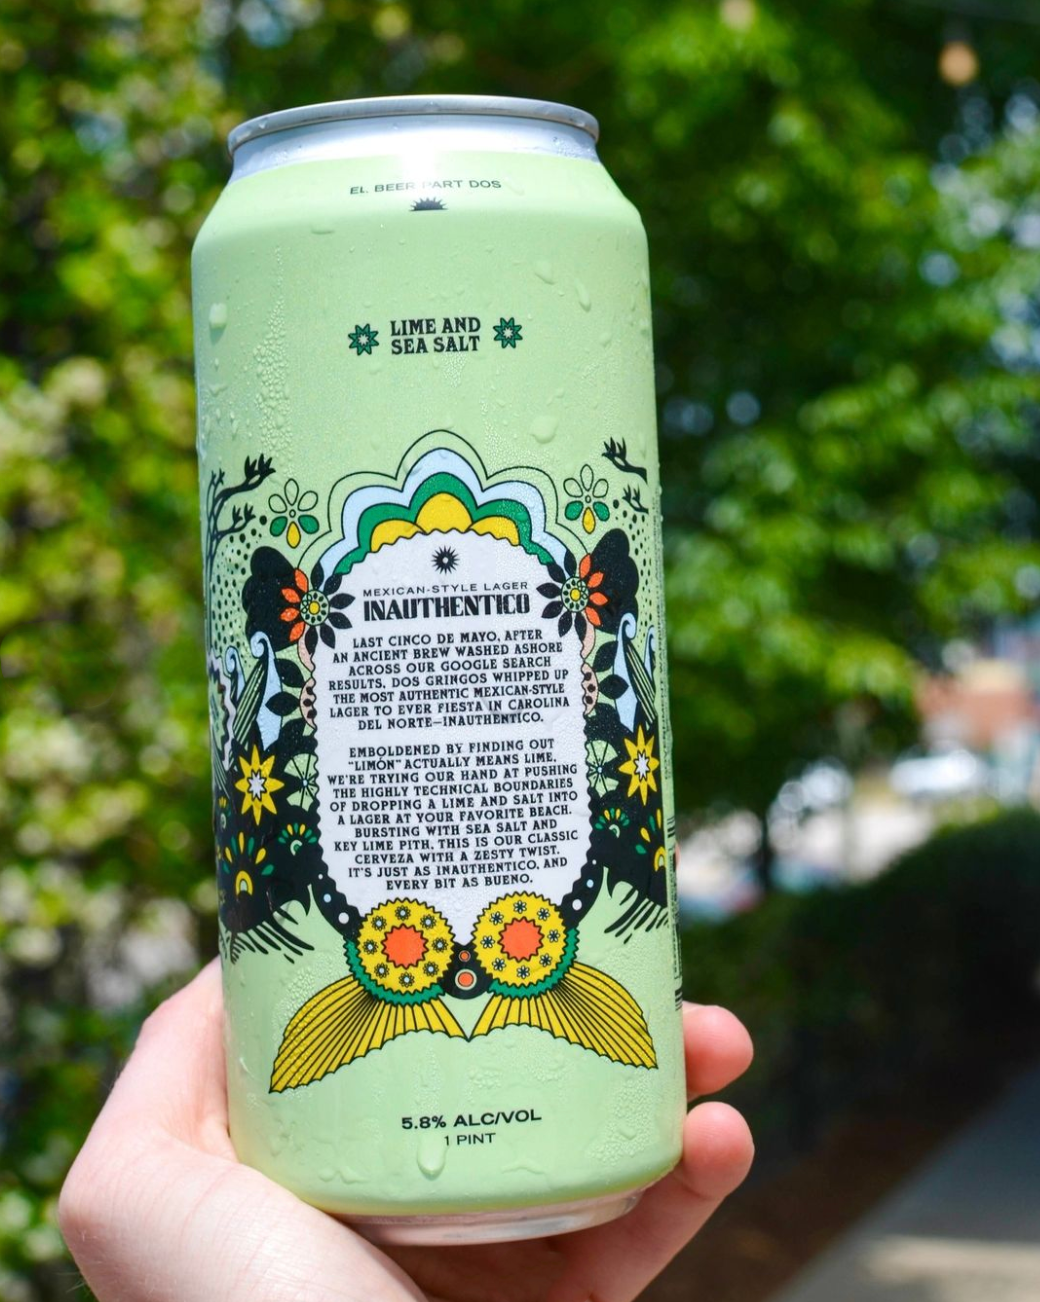 EL BEER PART DOS
LIME AND
SEA SALT
MEXICAN-STYLE LAGER
INAUTHENTICO
LAST CINCO DE MAYO, AFTER
AN ANCIENT BREW WASHED ASHORE
ACROSS OUR GOOGLE SEARCH
RESULTS, DOS GRINGOS WHIPPED UP
THE MOST AUTHENTIC MEXICAN-STYLE
LAGER TO EVER FIESTA IN CAROLINA
DEL NORTE—INAUTHENTICO.
EMBOLDENED BY FINDING OUT
"LIMÓN" ACTUALLY MEANS LIME,
WE'RE TRYING OUR HAND AT PUSHING
THE HIGHLY TECHNICAL BOUNDARIES
OF DROPPING A LIME AND SALT INTO
A LAGER AT YOUR FAVORITE BEACH.
BURSTING WITH SEA SALT AND
KEY LIME PITH, THIS IS OUR CLASSIC
CERVEZA WITH A ZESTY TWIST.
IT'S JUST AS INAUTHENTICO, AND
EVERY BIT AS BUENO.
5.8% ALC/VOL
1 PINT